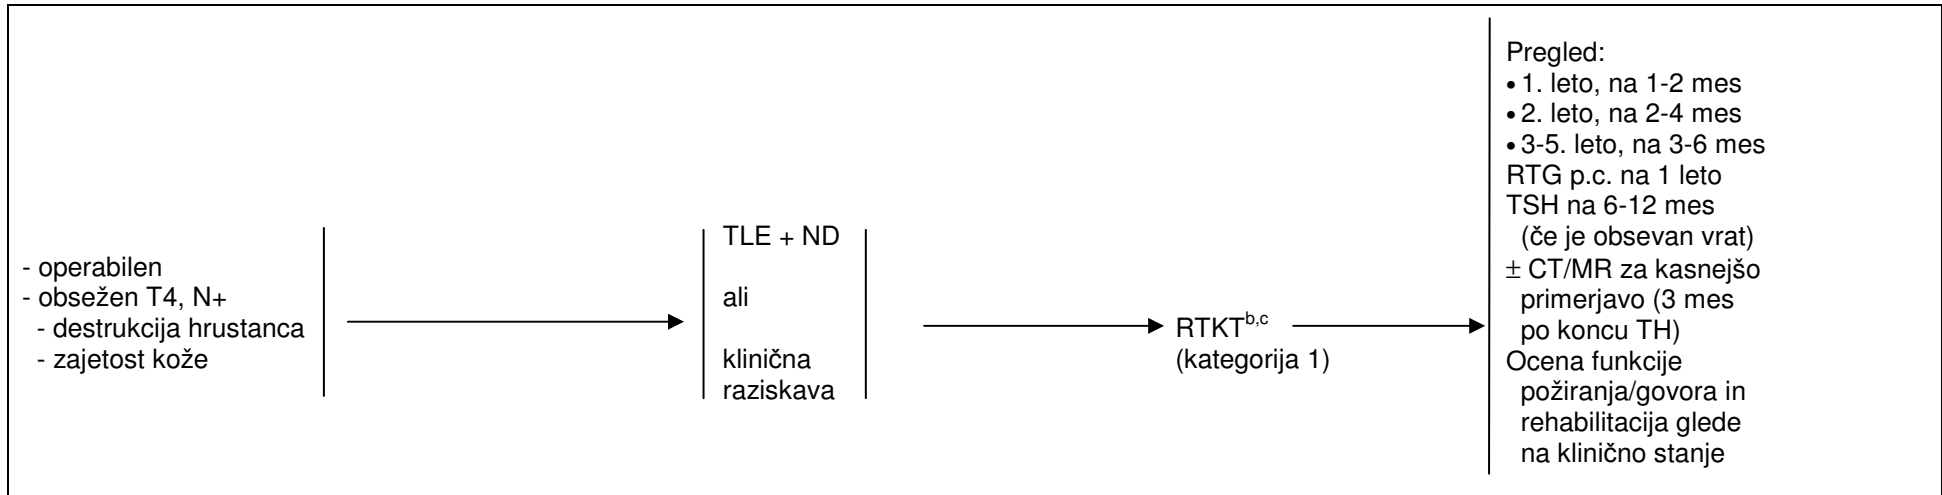 - operabilen
- obsežen T4, N+
- destrukcija hrustanca
- zajetost kože
TLE + ND
ali
klinična
raziskava
RTKTb,c
(kategorija 1)
Pregled:
• 1. leto, na 1-2 mes
• 2. leto, na 2-4 mes
• 3-5. leto, na 3-6 mes
RTG p.c. na 1 leto
TSH na 6-12 mes
(če je obsevan vrat)
± CT/MR za kasnejšo
primerjavo (3 mes
po koncu TH)
Ocena funkcije
požiranja/govora in
rehabilitacija glede
na klinično stanje